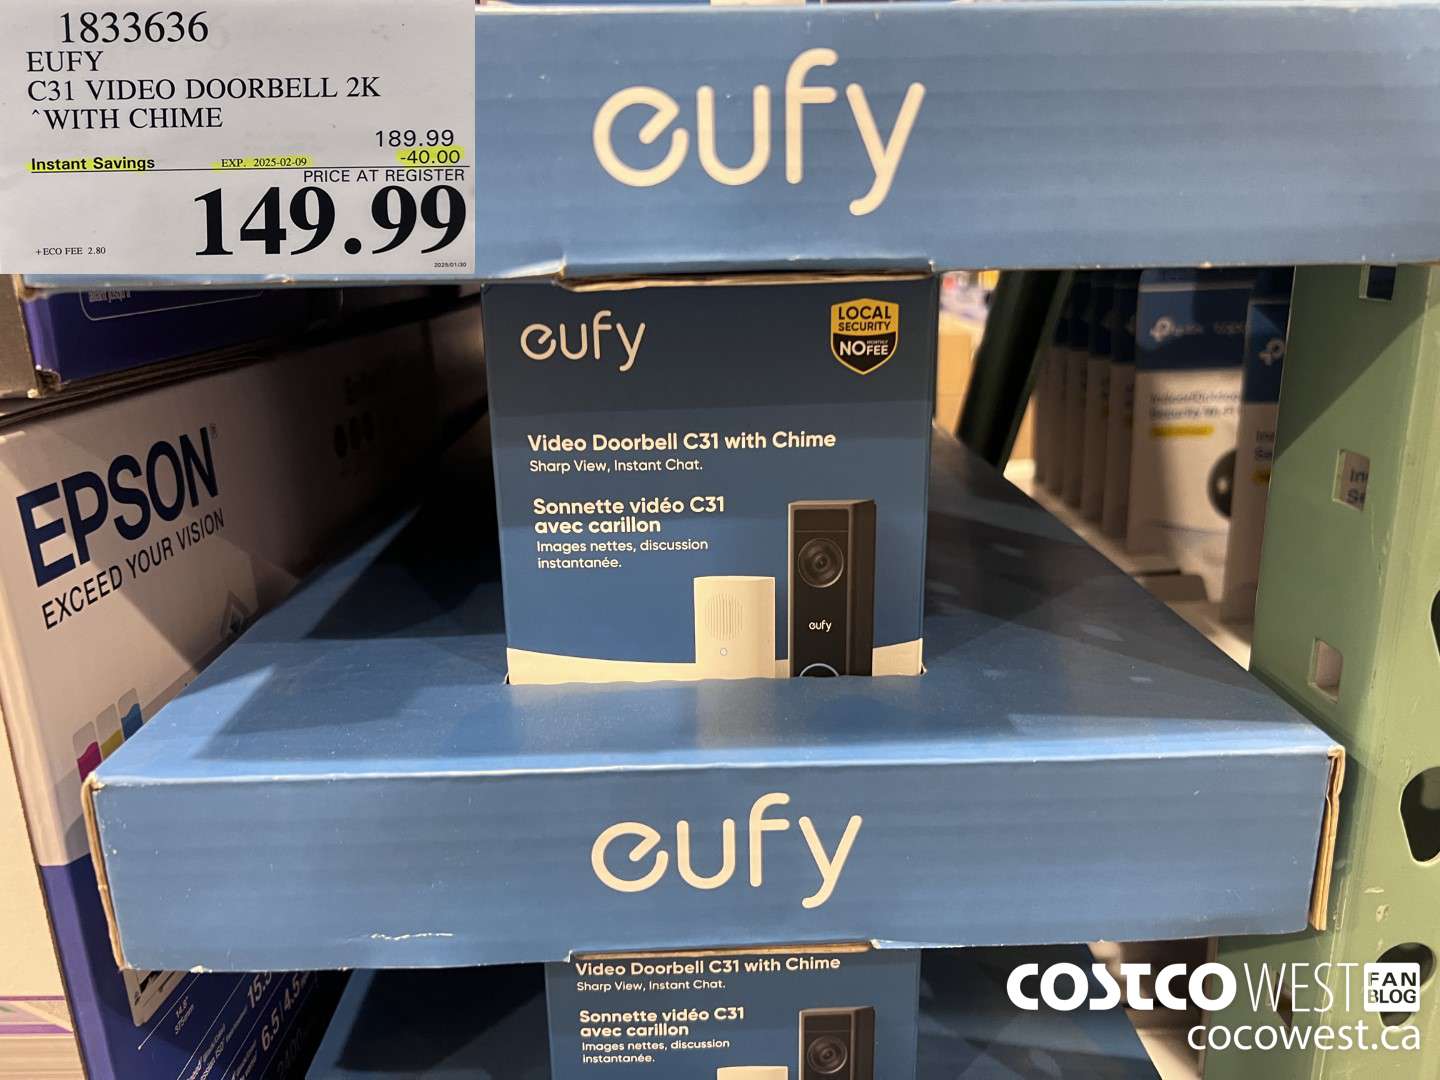 1833636
EUFY
C31 VIDEO DOORBELL 2K
^WITH CHIME
189.99
Instant Savings EXP. 2025-02-09 -40.00
PRICE AT REGISTER
149.99
+ECO FEE 2.80
2025/01/30
eufy
eufy
LOCAL
SECURITY
NO MONTHLY FEE
Video Doorbell C31 with Chime
Sharp View, Instant Chat.
Sonnette vidéo C31
avec carillon
Images nettes, discussion
instantanée.
eufy
EPSON
EXCEED YOUR VISION
eufy
Video Doorbell C31 with Chime
Sharp View, Instant Chat.
Sonnette vidéo C31
avec carillon
Images nettes, discussion
instantanée.
COSTCO WEST FAN BLOG
cocowest.ca